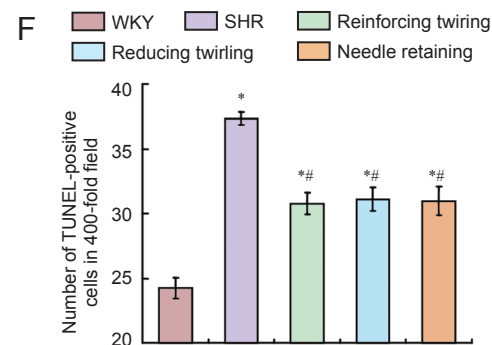 F
WKY SHR Reinforcing twiring
Reducing twirling Needle retaining
Number of TUNEL-positive
cells in 400-fold field
40
35
30
25
20
*
*#
*#
*#